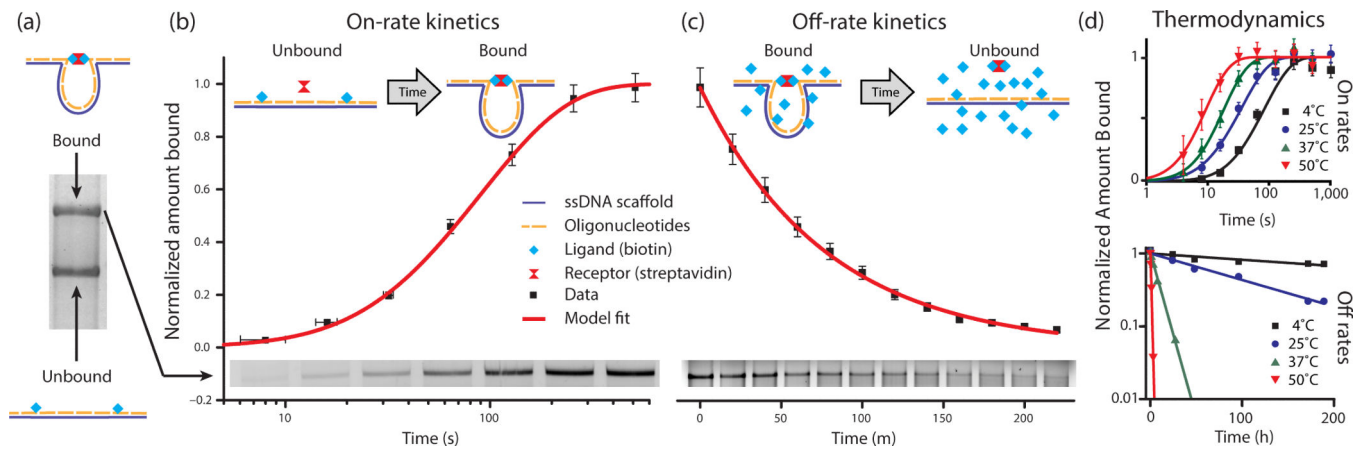 (a)
Bound
Unbound
(b)
On-rate kinetics
Unbound
Bound
Time
Normalized amount bound
1.0
0.8
0.6
0.4
0.2
0.0
−0.2
ssDNA scaffold
Oligonucleotides
Ligand (biotin)
Receptor (streptavidin)
Data
Model fit
10
100
Time (s)
(c)
Off-rate kinetics
Bound
Unbound
Time
0
50
100
150
200
Time (m)
(d)
Thermodynamics
Normalized Amount Bound
1
0
4˚C
25˚C
37˚C
50˚C
On rates
1
10
100
1,000
Time (s)
1
0.1
0.01
4˚C
25˚C
37˚C
50˚C
Off rates
0
100
200
Time (h)